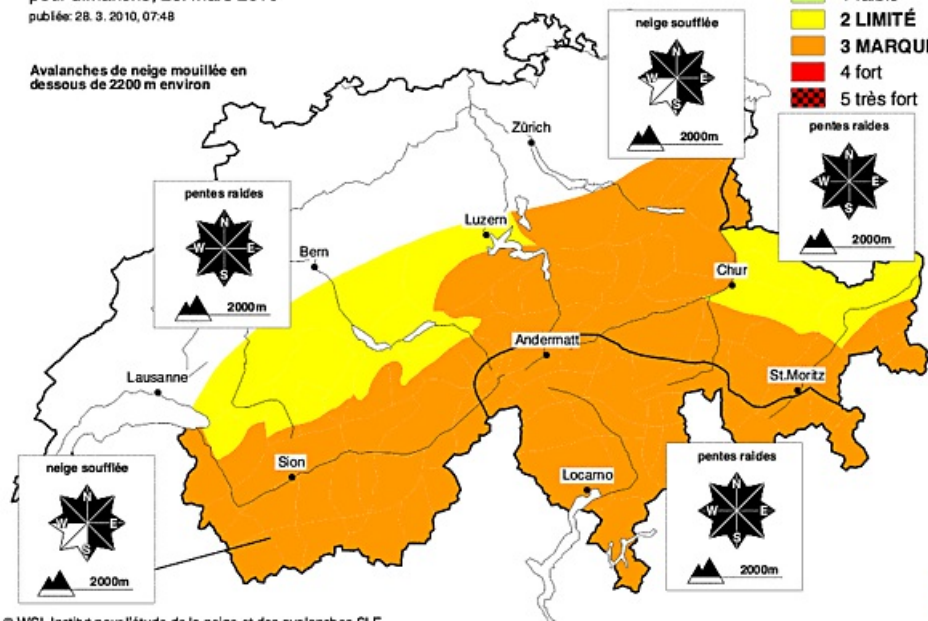 publiée: 28. 3. 2010, 07:48
Avalanches de neige mouillée en
dessous de 2200 m environ
2 LIMITÉ
3 MARQU
4 fort
5 très fort
neige soufflée
N
W E
S
2000m
pentes raides
N
W E
S
2000m
pentes raides
N
W E
S
2000m
Zürich
Luzern
Bern
Chur
Andermatt
Lausanne
St.Moritz
Sion
Locarno
neige soufflée
N
W E
S
2000m
pentes raides
N
W E
S
2000m